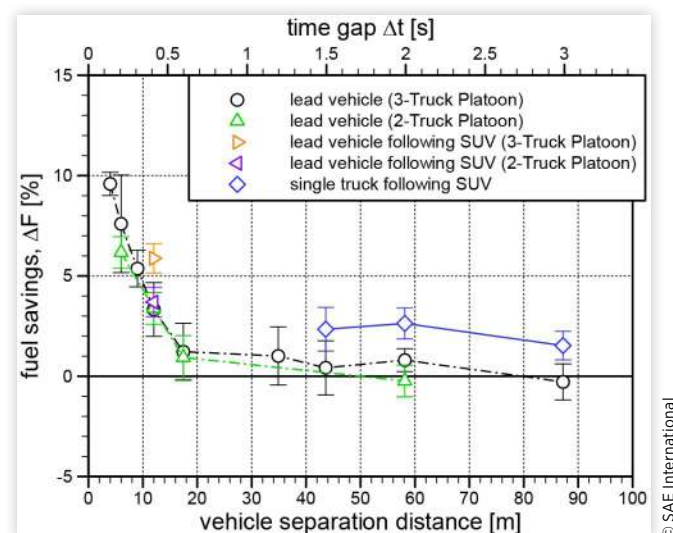 time gap Δt [s]
0 0.5 1 1.5 2 2.5 3
15
10
5
0
-5
fuel savings, ΔF [%]
lead vehicle (3-Truck Platoon)
lead vehicle (2-Truck Platoon)
lead vehicle following SUV (3-Truck Platoon)
lead vehicle following SUV (2-Truck Platoon)
single truck following SUV
0 10 20 30 40 50 60 70 80 90 100
vehicle separation distance [m]
© SAE International